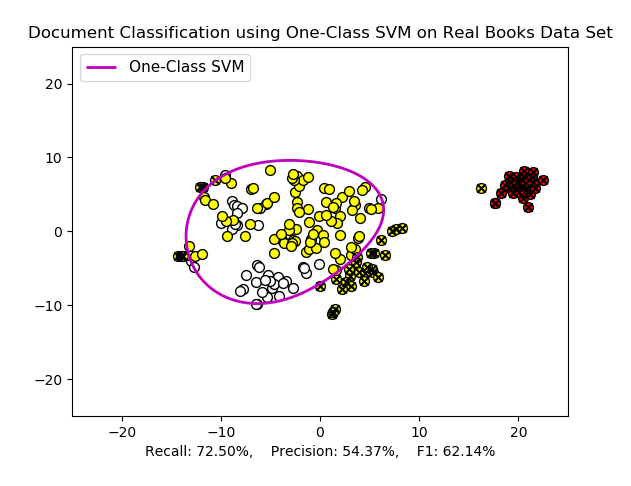 Document Classification using One-Class SVM on Real Books Data Set
One-Class SVM
20
10
0
−10
−20
−20 −10 0 10 20
Recall: 72.50%, Precision: 54.37%, F1: 62.14%